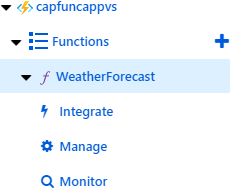 capfuncappvs
Functions
WeatherForecast
Integrate
Manage
Monitor